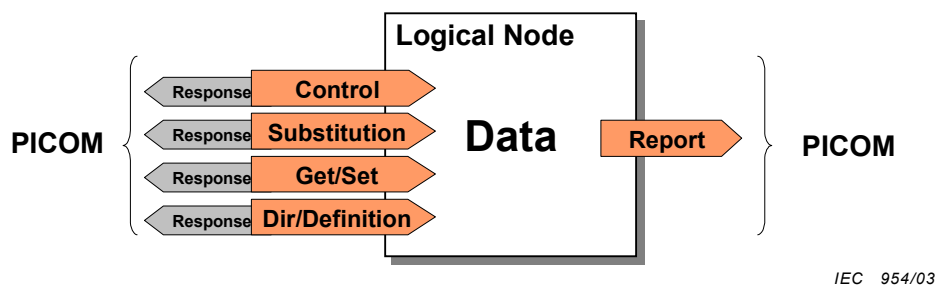 Logical Node
Response Control
Response Substitution
PICOM Data Report PICOM
Response Get/Set
Response Dir/Definition
IEC 954/03